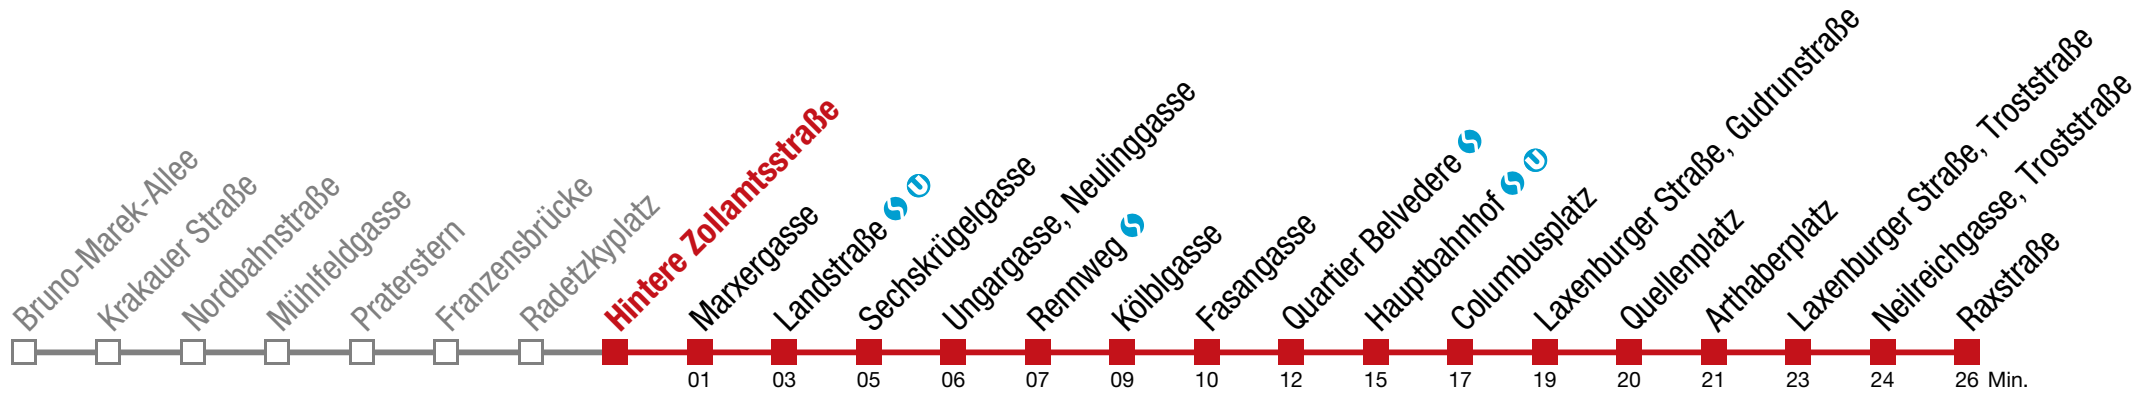 Bruno-Marek-Allee
Krakauer Straße
Nordbahnstraße
Mühlfeldgasse
Praterstern
Franzensbrücke
Radetzkyplatz
Hintere Zollamtsstraße
Marxergasse
Landstraße S U
Sechskrügelgasse
Ungargasse, Neulinggasse
Rennweg S
Kölblgasse
Fasangasse
Quartier Belvedere S
Hauptbahnhof S U
Columbusplatz
Laxenburger Straße, Gudrunstraße
Quellenplatz
Arthaberplatz
Laxenburger Straße, Troststraße
Neilreichgasse, Troststraße
Raxstraße
01 03 05 06 07 09 10 12 15 17 19 20 21 23 24 26 Min.